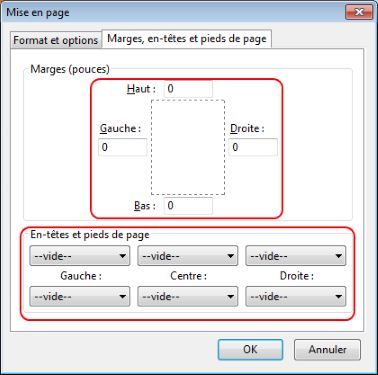 Mise en page
Format et options Marges, en-têtes et pieds de page
Marges (pouces)
Haut : 0
Gauche : Droite :
0 0
Bas : 0
En-têtes et pieds de page
--vide-- --vide-- --vide--
Gauche : Centre : Droite :
--vide-- --vide-- --vide--
OK Annuler